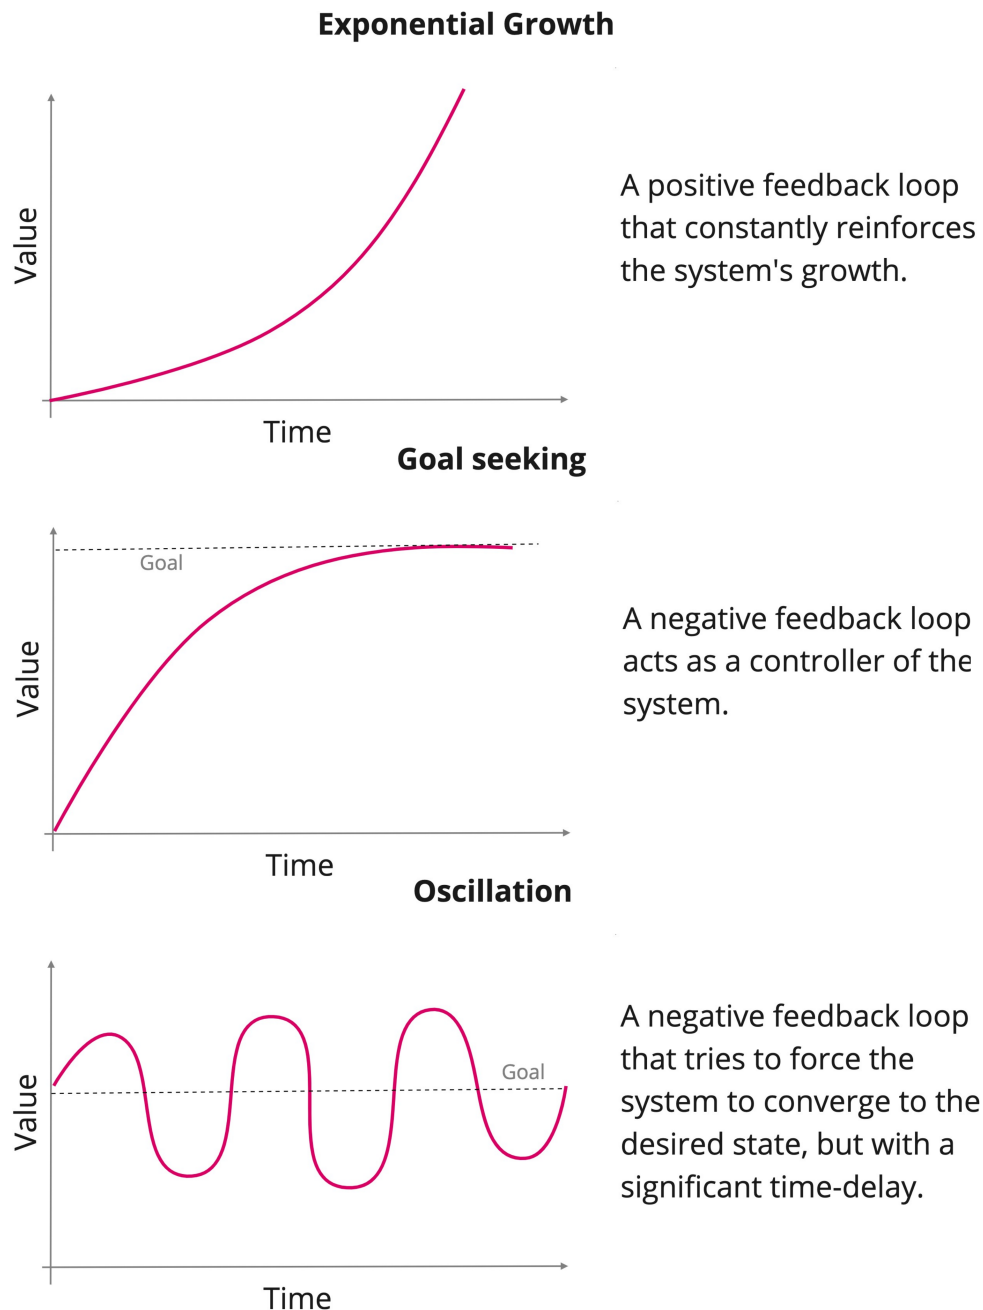 Exponential Growth
Value
A positive feedback loop
that constantly reinforces
the system's growth.
Time
Goal seeking
Goal
Value
A negative feedback loop
acts as a controller of the
system.
Time
Oscillation
Goal
Value
A negative feedback loop
that tries to force the
system to converge to the
desired state, but with a
significant time-delay.
Time